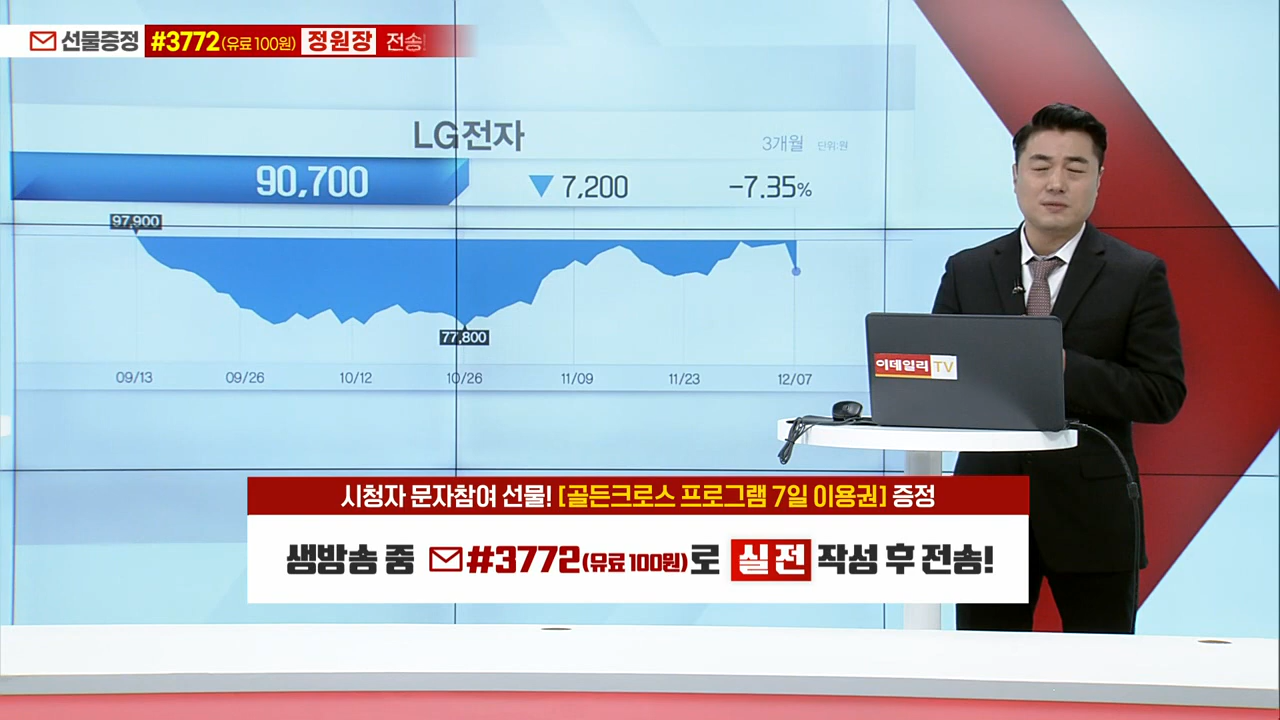 선물증정 #3772(유료 100원) 정원장 전송!
LG전자
3개월 단위:원
90,700 ▼7,200 -7.35%
97,900
77,800
09/13 09/26 10/12 10/26 11/09 11/23 12/07
이데일리TV
시청자 문자참여 선물! [골든크로스 프로그램 7일 이용권] 증정
생방송 중 #3772(유료 100원)로 실전 작성 후 전송!